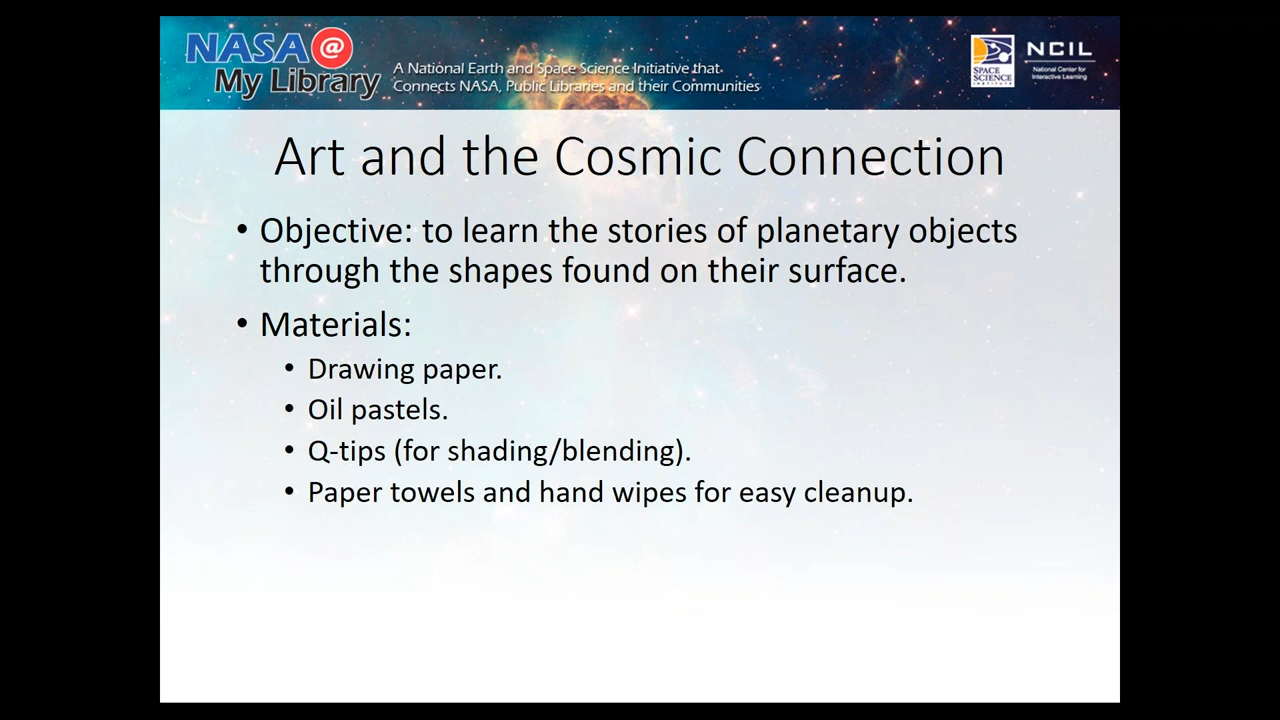 NASA@
My Library
A National Earth and Space Science Initiative that
Connects NASA, Public Libraries and their Communities
SPACE
SCIENCE
INSTITUTE
NCIL
National Center for
Interactive Learning
Art and the Cosmic Connection
• Objective: to learn the stories of planetary objects
through the shapes found on their surface.
• Materials:
• Drawing paper.
• Oil pastels.
• Q-tips (for shading/blending).
• Paper towels and hand wipes for easy cleanup.